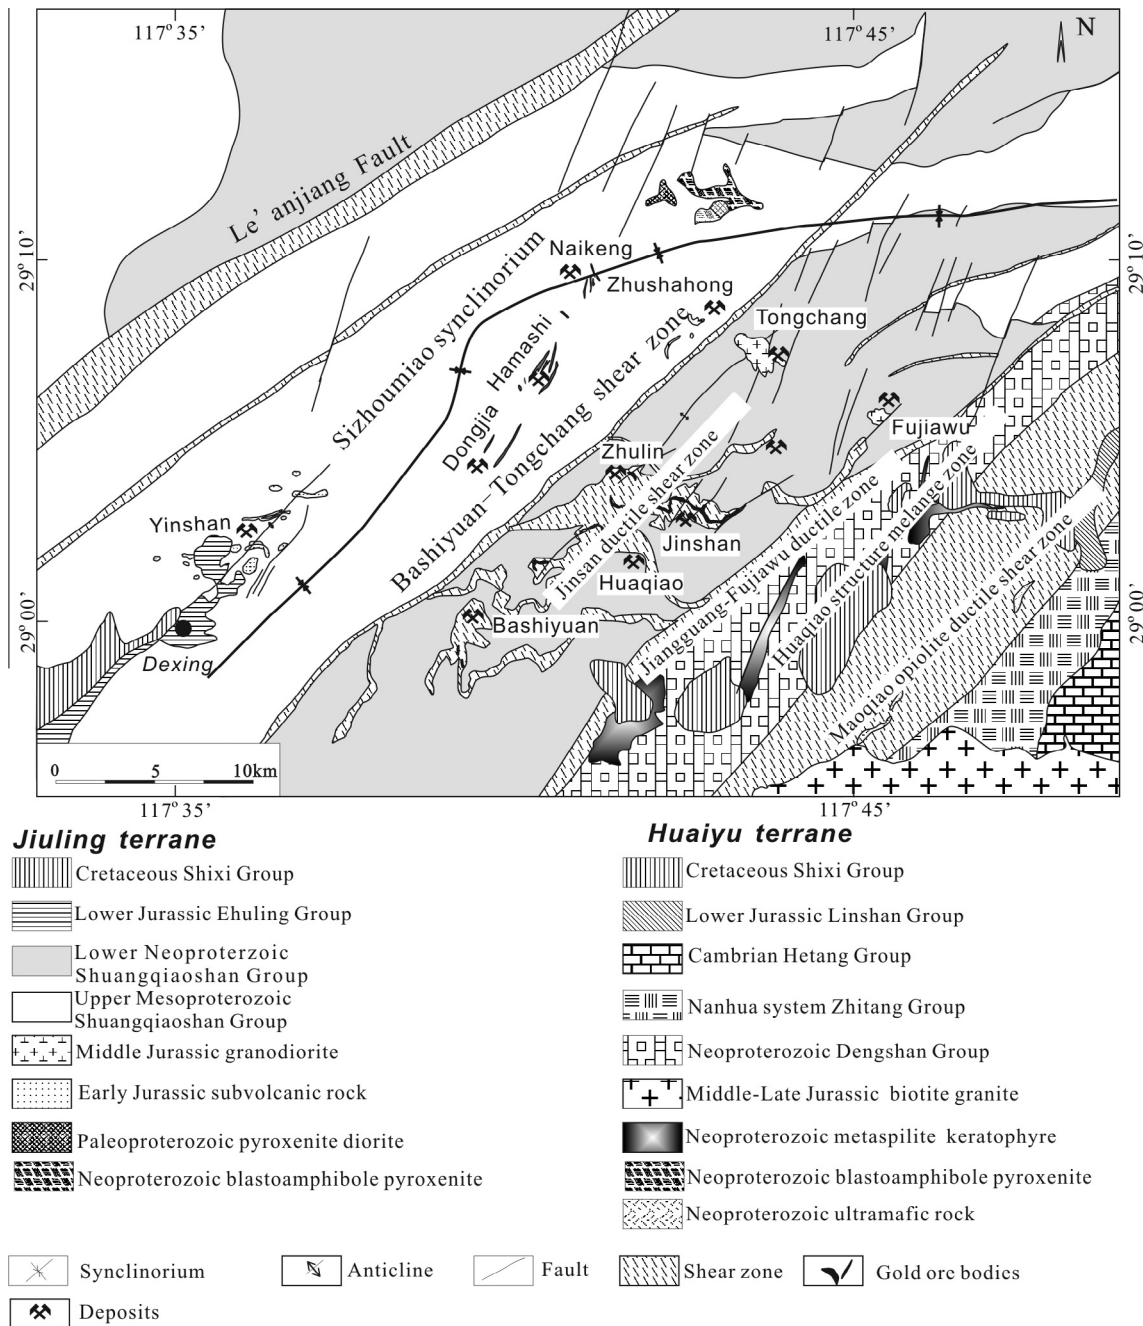 117°35'
117°45'
N
Le' anjiang Fault
29°10'
29°10'
Sizhoumiao synclinorium
Naikeng
Zhushahong
Tongchang
Hamashi
Dongjia
Bashiyuan-Tongchang shear zone
Fujiawu
Zhulin
Yinshan
Jinshan
Jinsan ductile shear zone
Huaqiao
Jiangguang-Fujiawu ductile zone
Huaqiao structure melange zone
Maoqiao opiolite ductile shear zone
Bashiyuan
29°00'
29°00'
Dexing
0 5 10km
117°35'
117°45'
Jiuling terrane
Cretaceous Shixi Group
Lower Jurassic Ehuling Group
Lower Neoproterzoic
Shuangqiaoshan Group
Upper Mesoproterozoic
Shuangqiaoshan Group
Middle Jurassic granodiorite
Early Jurassic subvolcanic rock
Paleoproterozoic pyroxenite diorite
Neoproterozoic blastoamphibole pyroxenite
Huaiyu terrane
Cretaceous Shixi Group
Lower Jurassic Linshan Group
Cambrian Hetang Group
Nanhua system Zhitang Group
Neoproterozoic Dengshan Group
Middle-Late Jurassic biotite granite
Neoproterozoic metaspilite keratophyre
Neoproterozoic blastoamphibole pyroxenite
Neoproterozoic ultramafic rock
Synclinorium
Anticline
Fault
Shear zone
Gold orc bodics
Deposits